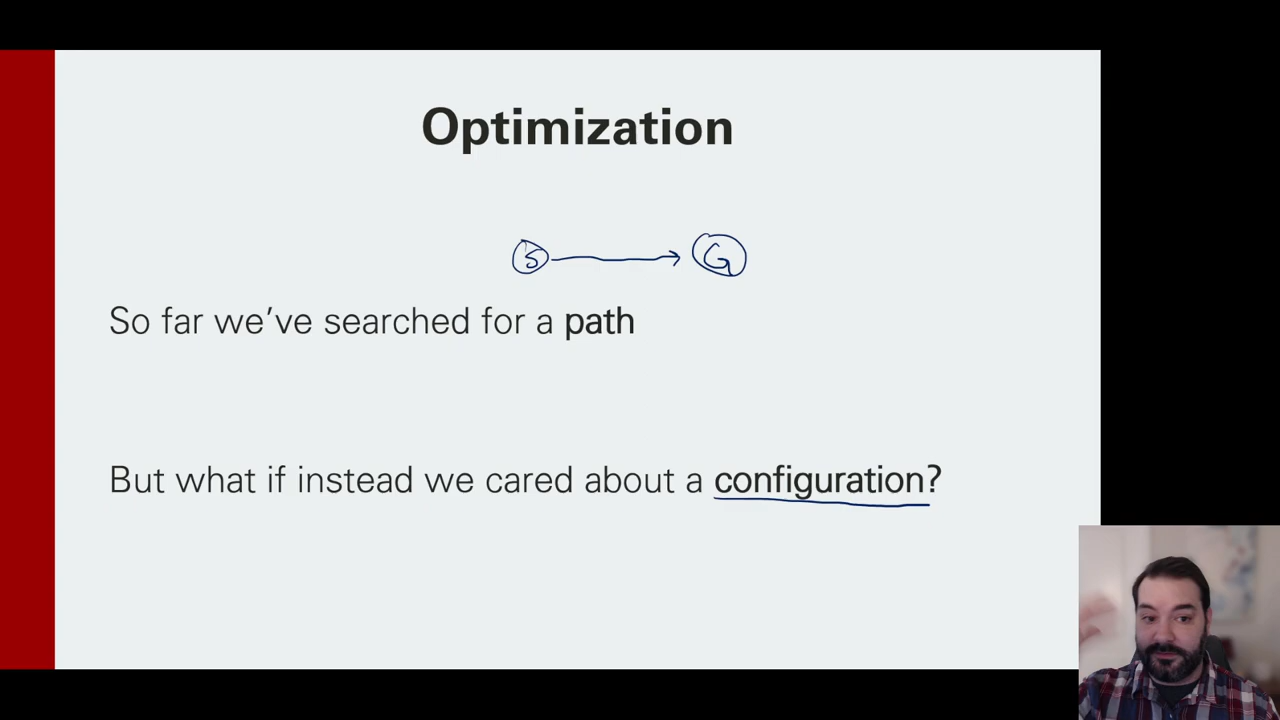 Optimization
S G
So far we've searched for a path
But what if instead we cared about a configuration?